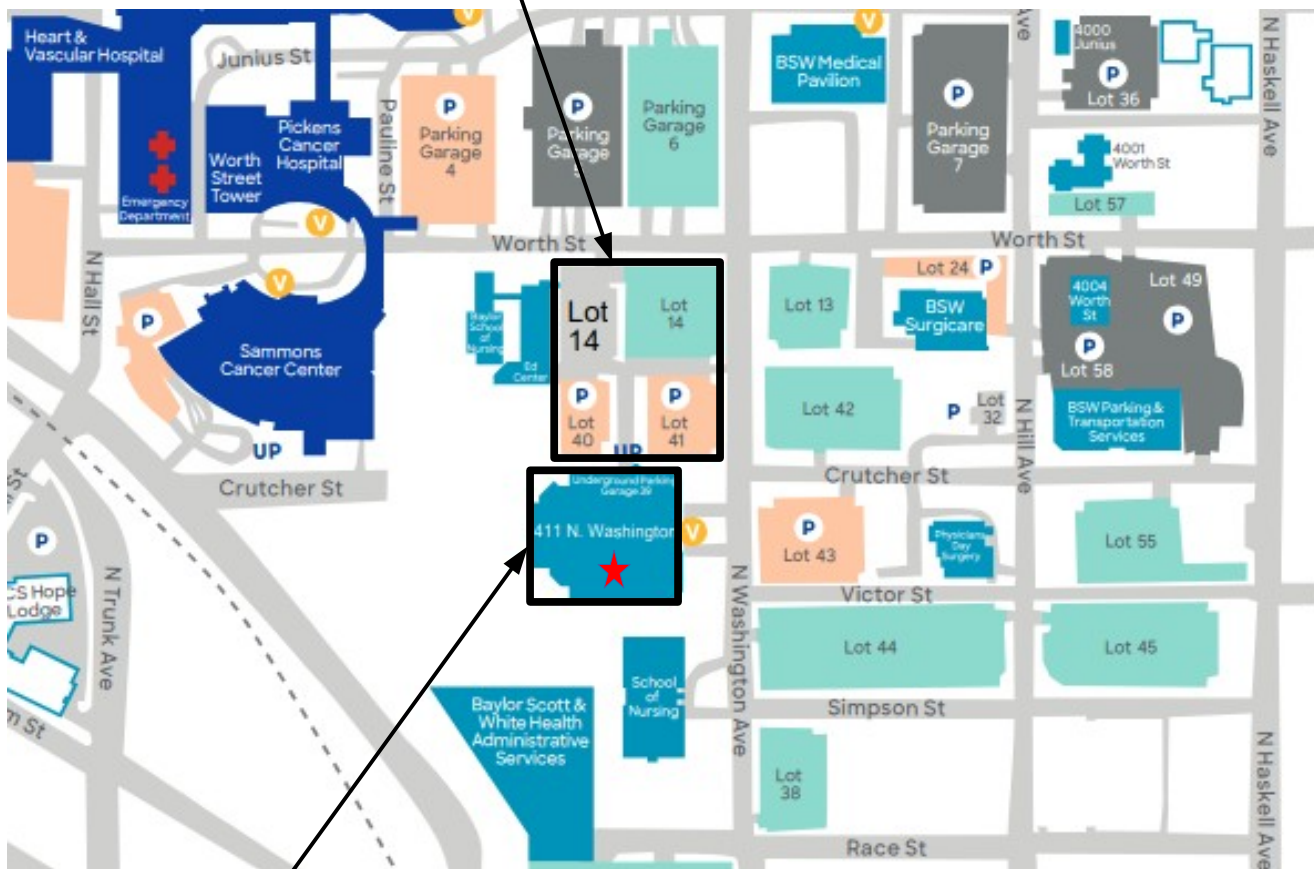 Heart &
Vascular Hospital
Junius St
V
Pickens
Cancer
Hospital
Worth
Street
Tower
Emergency
Department
Pauline St
P
Parking
Garage
4
P
Parking
Garage
Parking
Garage
6
V
BSW Medical
Pavilion
P
Parking
Garage
7
Ave
4000
Junius
P
Lot 36
4001
Worth St
Lot 57
N Haskell Ave
V
V
Worth St
Worth St
N Hall St
P
Sammons
Cancer Center
UP
Crutcher St
Baylor
School
of
Nursing
Ed
Center
Lot
14
Lot
14
P
Lot
40
P
Lot
41
UP
Lot 13
Lot 24 P
BSW
Surgicare
Lot 42
P
Lot
32
N Hill Ave
4004
Worth
St
Lot 49
P
P
Lot 58
BSW Parking &
Transportation
Services
Crutcher St
Underground Parking
Garage 39
411 N. Washington
V
P
Lot 43
Physicians
Day
Surgery
Lot 55
Victor St
St
P
CS Hope
Lodge
N Trunk Ave
m St
N Washington Ave
Lot 44
Lot 45
School
of
Nursing
Simpson St
Baylor Scott &
White Health
Administrative
Services
Lot
38
N Haskell Ave
Race St